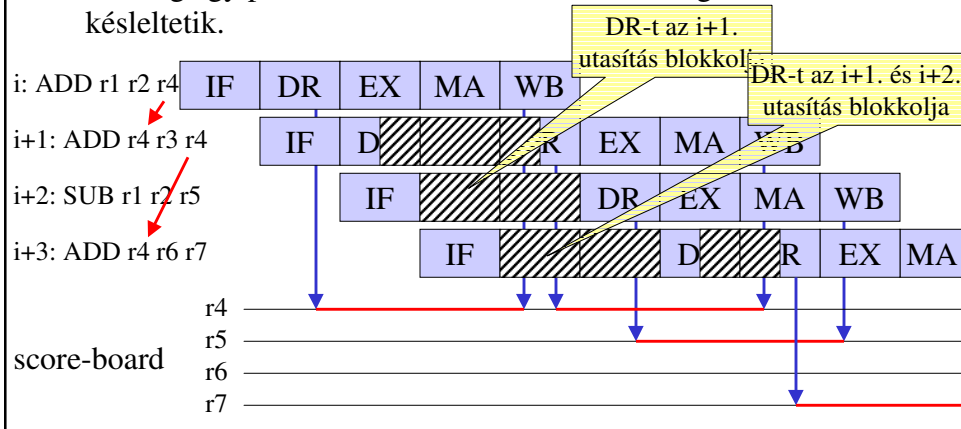 késleltetik.
DR-t az i+1.
utasítás blokkolja
DR-t az i+1. és i+2.
utasítás blokkolja
i: ADD r1 r2 r4 IF DR EX MA WB
i+1: ADD r4 r3 r4 IF D R EX MA WB
i+2: SUB r1 r2 r5 IF DR EX MA WB
i+3: ADD r4 r6 r7 IF D R EX MA
r4
r5
score-board
r6
r7